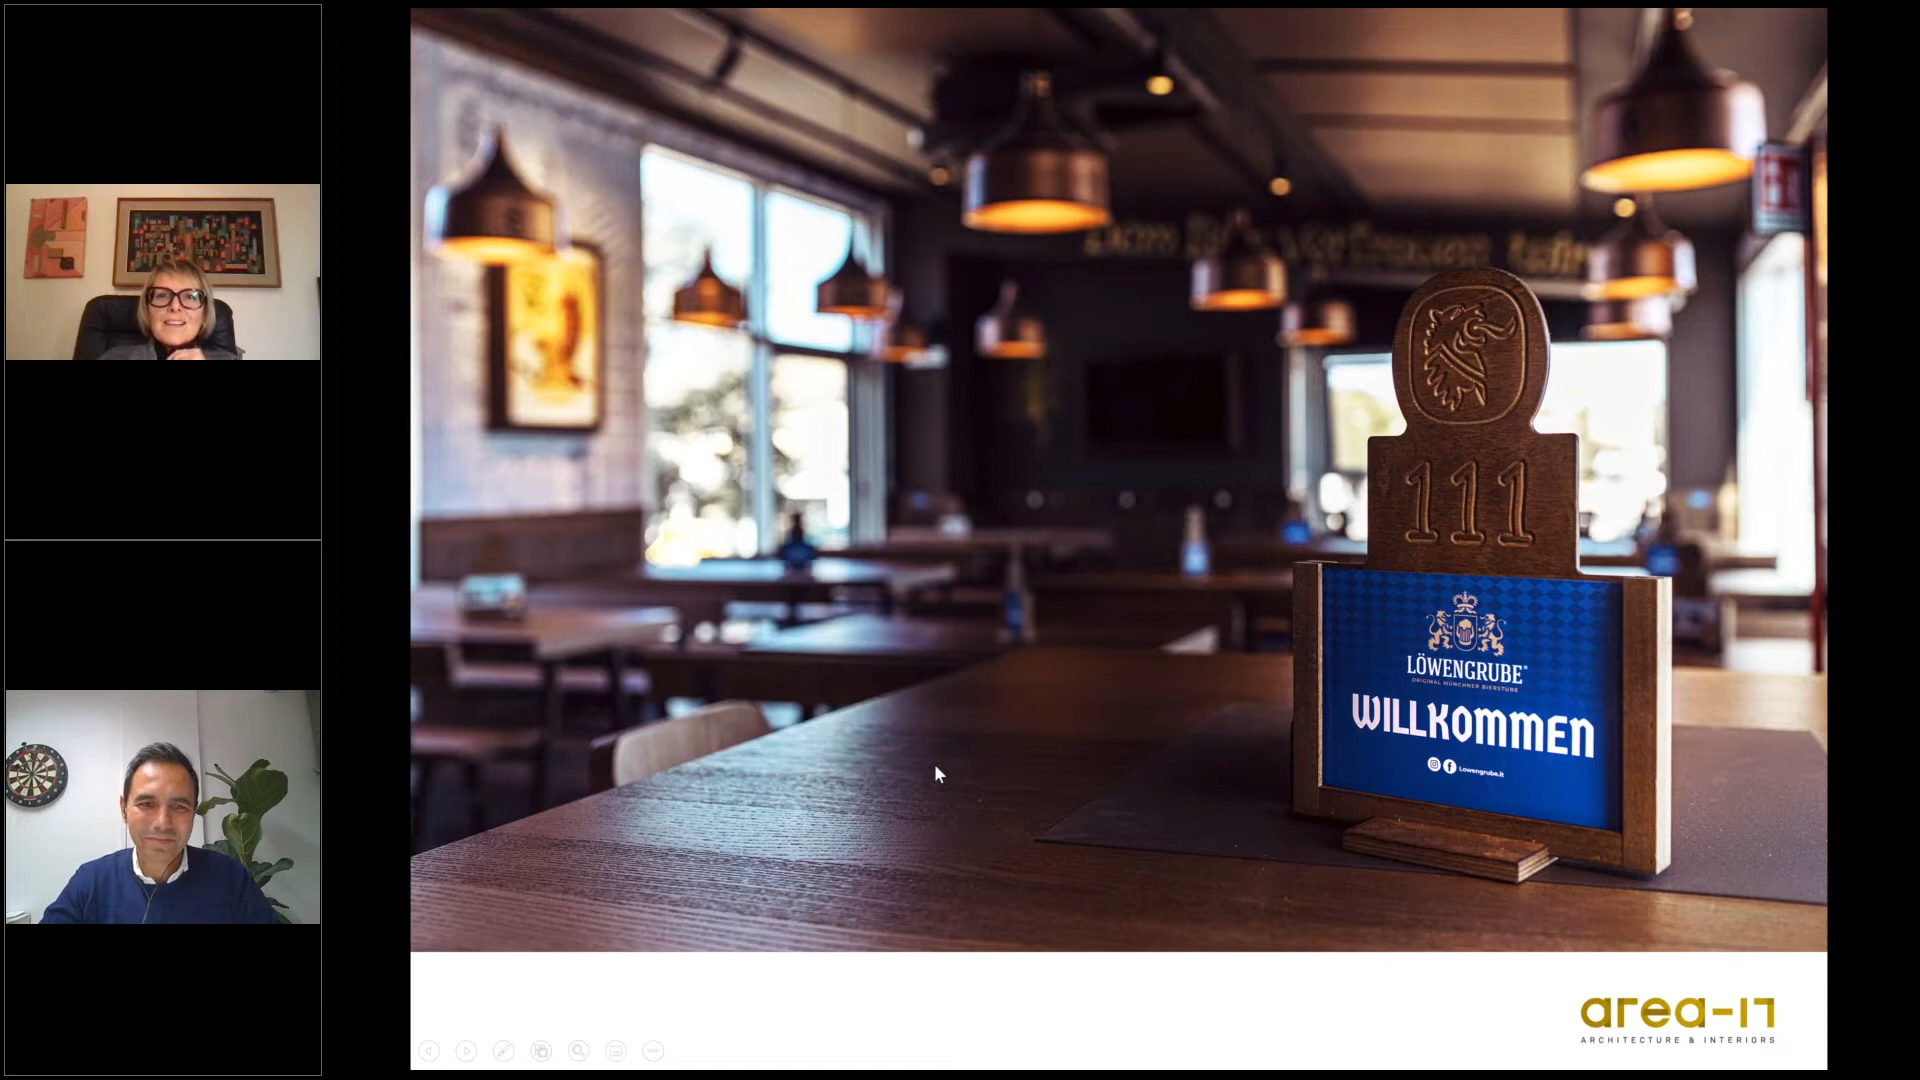 111
LÖWENGRUBE®
ORIGINAL MÜNCHNER BIERSTUBE
WILLKOMMEN
Lowengrube.it
area-17
ARCHITECTURE & INTERIORS